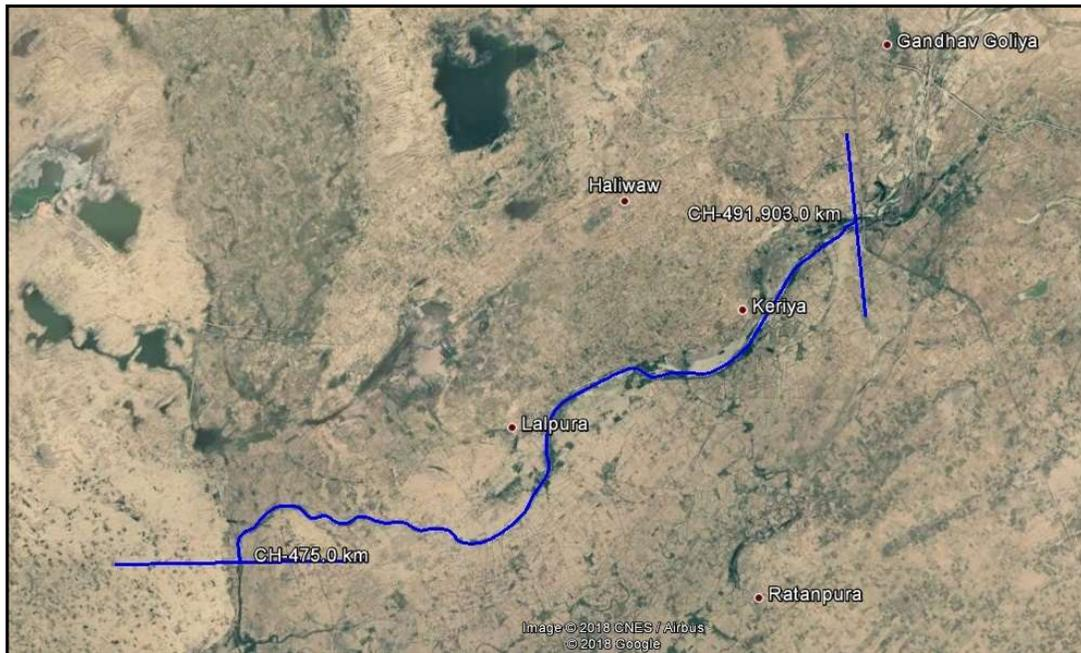 Gandhav Goliya
Haliwaw
CH-491.903.0 km
Keriya
Lalpura
CH-475.0 km
Ratanpura
Image © 2018 CNES / Airbus
© 2018 Google